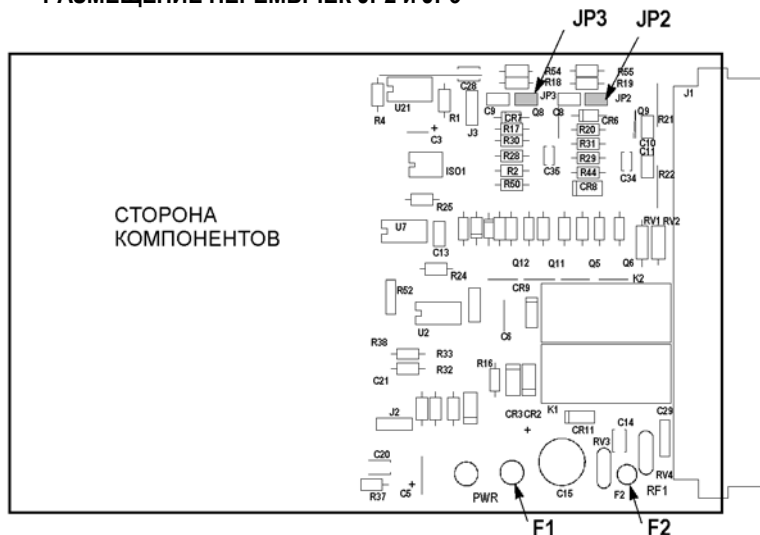 РАЗМЕЩЕНИЕ ПЕРЕМЫЧЕК JP2 и JP3
JP3 JP2
R54 R55
R18 R19
C28
U21
R4
R1
J3
C9
JP3
Q8
C8
JP2
J1
CR7
CR6
Q9
R21
C3
+
R17
R20
C10
R30
R31
C11
ISO1
R28
C35
R29
C34
R22
R2
R44
R50
CR8
R25
СТОРОНА
КОМПОНЕНТОВ
U7
C13
RV1 RV2
R24
Q12 Q11 Q5 Q6
K2
R52
CR9
U2
C6
R38
R33
R16
R32
C21
K1
J2
CR3 CR2
+
CR11
C14
C29
RV3
C20
R37
C5
+
PWR
C15
F2
RF1
RV4
F1 F2